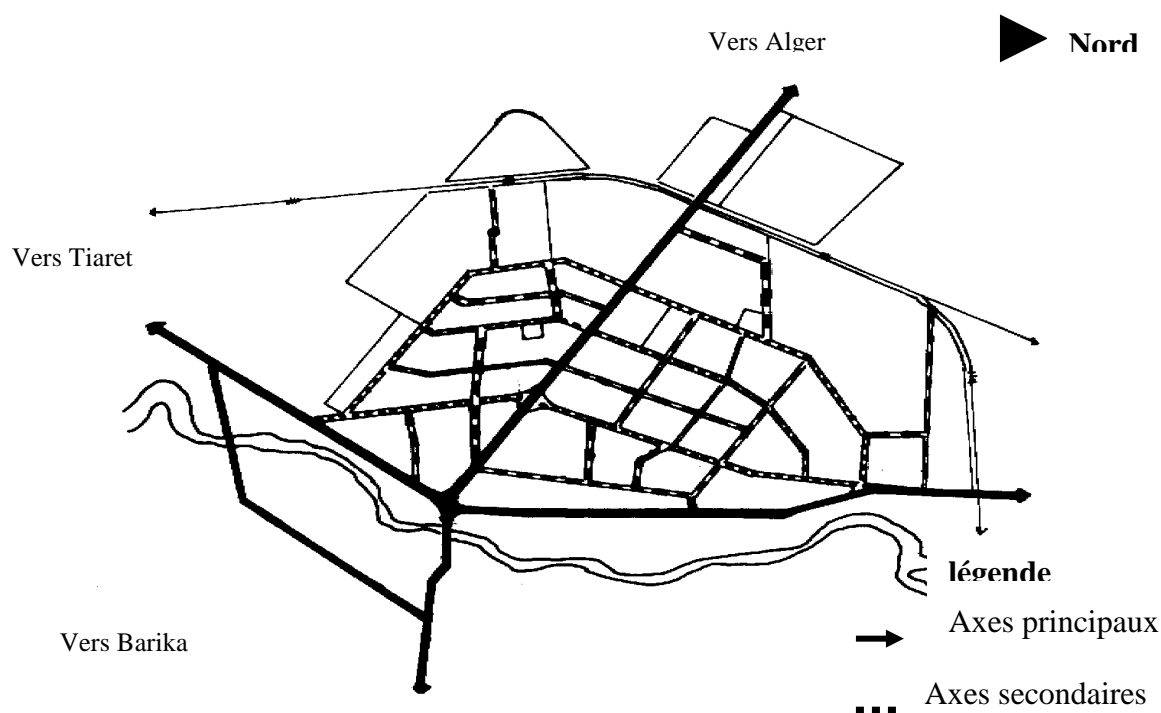 Vers Alger
Nord
Vers Tiaret
légende
Axes principaux
Vers Barika
Axes secondaires